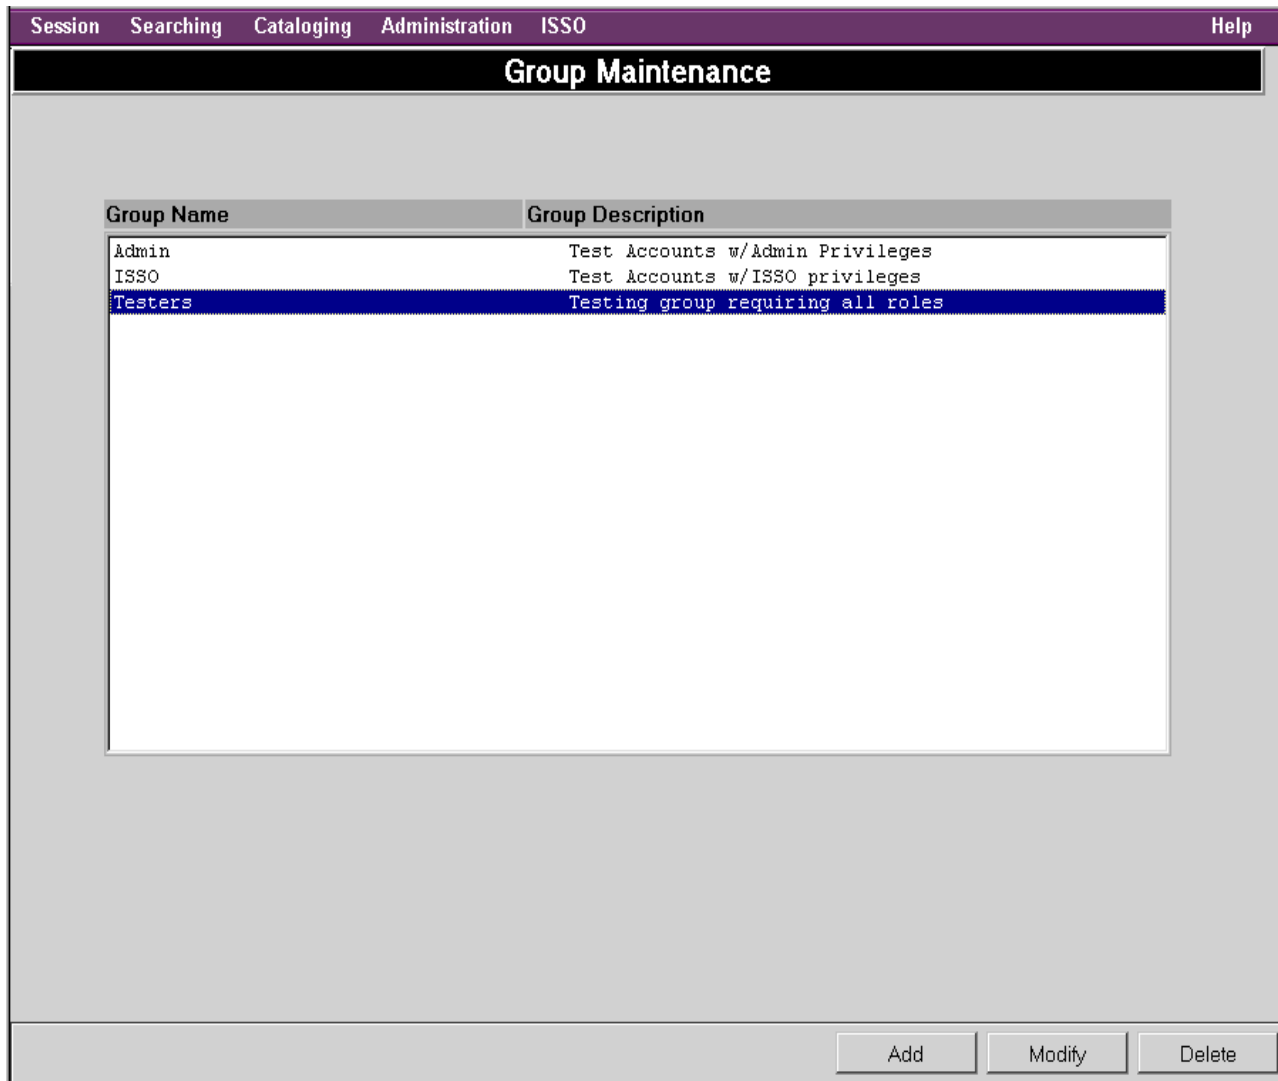 Session Searching Cataloging Administration ISSO Help
Group Maintenance
Group Name Group Description
Admin Test Accounts w/Admin Privileges
ISSO Test Accounts w/ISSO privileges
Testers Testing group requiring all roles
Add Modify Delete